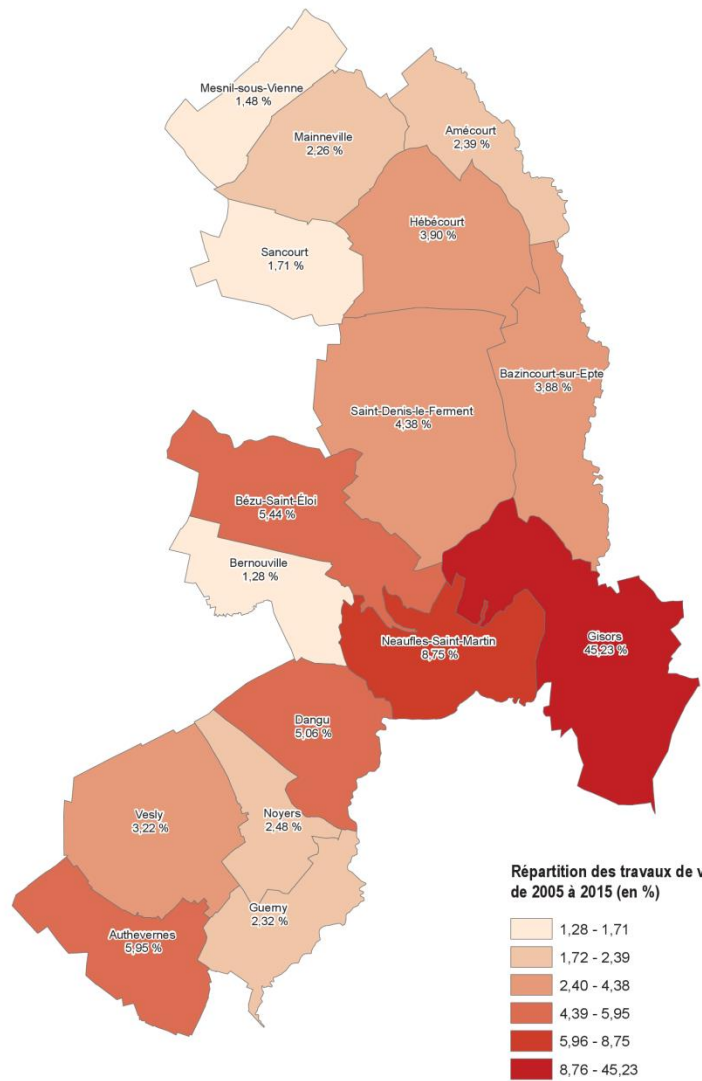 Mesnil-sous-Vienne
1,48 %
Mainneville
2,26 %
Amécourt
2,39 %
Hébécourt
3,90 %
Sancourt
1,71 %
Bazincourt-sur-Epte
3,88 %
Saint-Denis-le-Ferment
4,38 %
Bézu-Saint-Éloi
5,44 %
Bernouville
1,28 %
Neaufles-Saint-Martin
8,75 %
Gisors
45,23 %
Dangu
5,06 %
Vesly
3,22 %
Noyers
2,48 %
Guerny
2,32 %
Authevernes
5,95 %
Répartition des travaux de v
de 2005 à 2015 (en %)
1,28 - 1,71
1,72 - 2,39
2,40 - 4,38
4,39 - 5,95
5,96 - 8,75
8,76 - 45,23